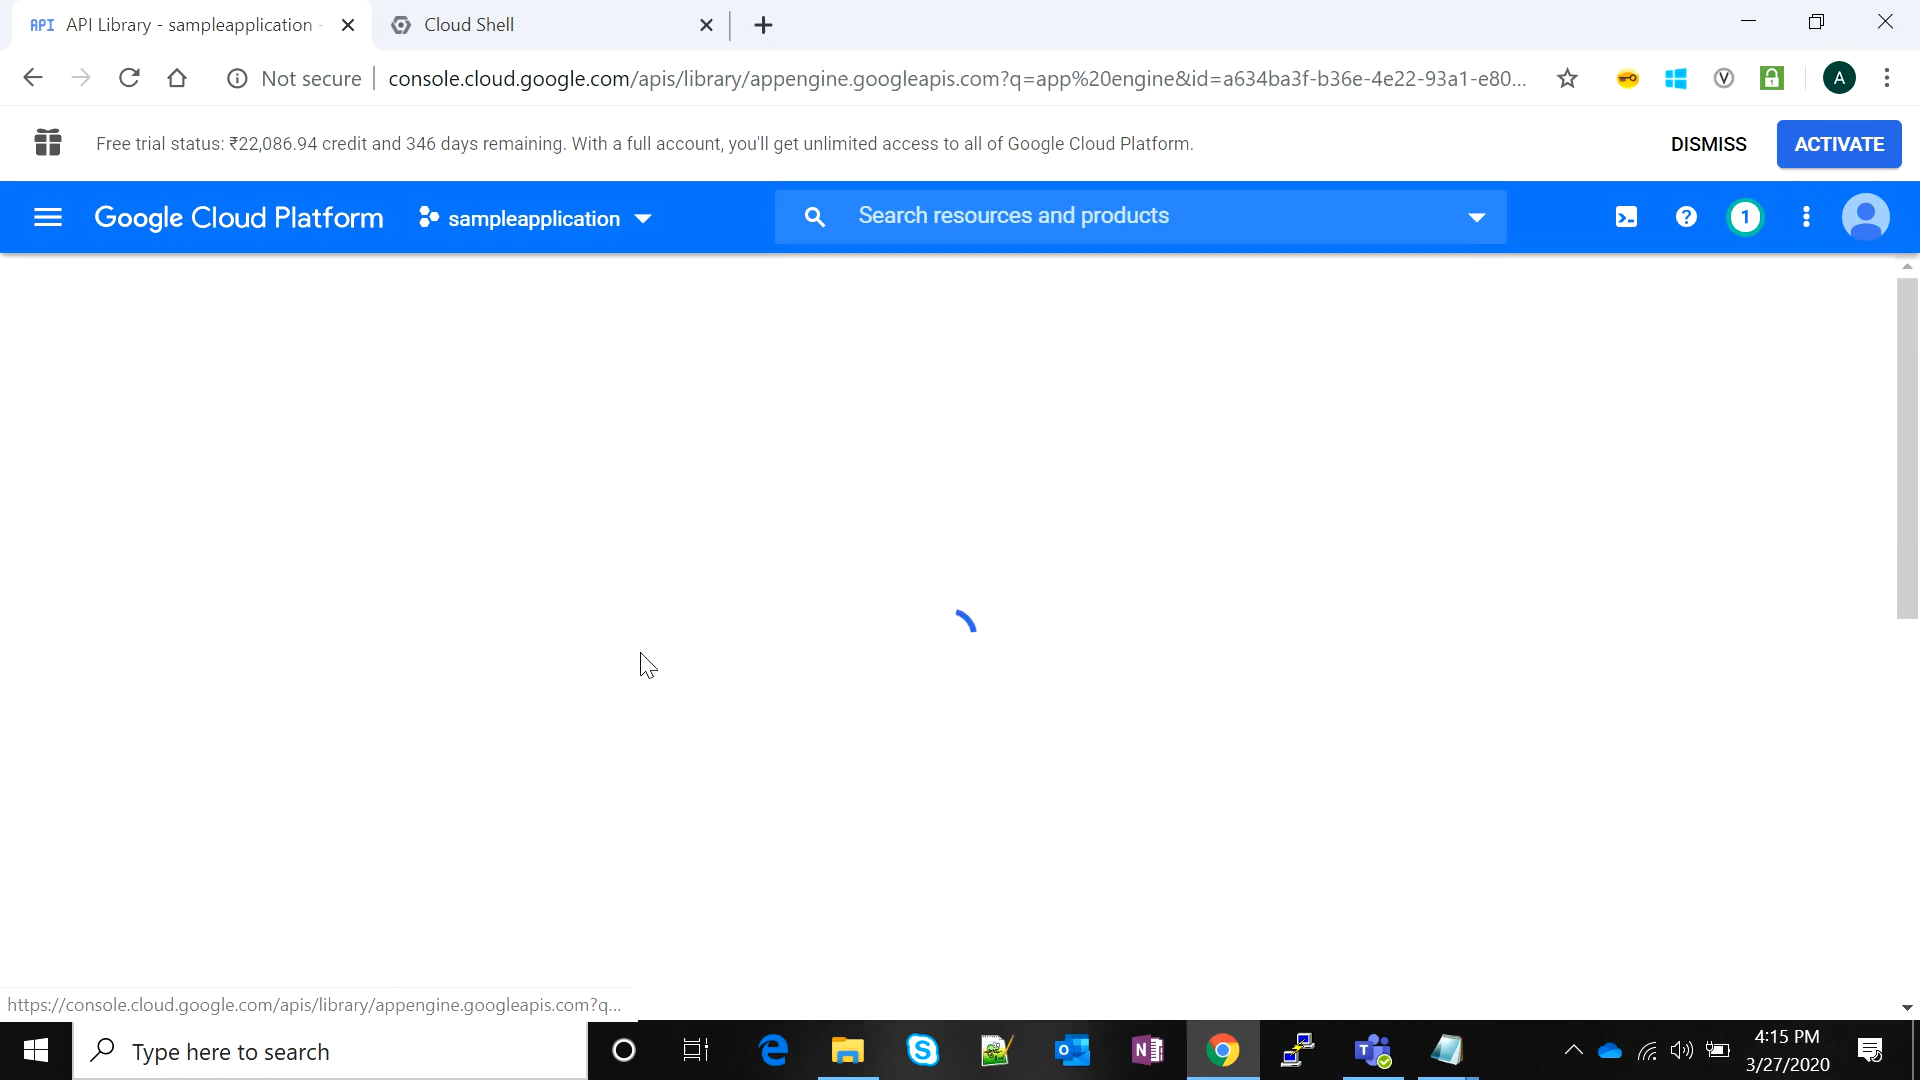 API API Library - sampleapplication -
Cloud Shell
Not secure
console.cloud.google.com/apis/library/appengine.googleapis.com?q=app%20engine&id=a634ba3f-b36e-4e22-93a1-e80...
A
Free trial status: ₹22,086.94 credit and 346 days remaining. With a full account, you'll get unlimited access to all of Google Cloud Platform.
DISMISS
ACTIVATE
Google Cloud Platform
sampleapplication
Search resources and products
1
https://console.cloud.google.com/apis/library/appengine.googleapis.com?q...
Type here to search
4:15 PM
3/27/2020